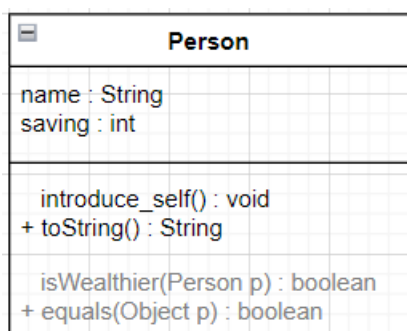 Person
name : String
saving : int
introduce_self() : void
+ toString() : String
isWealthier(Person p) : boolean
+ equals(Object p) : boolean